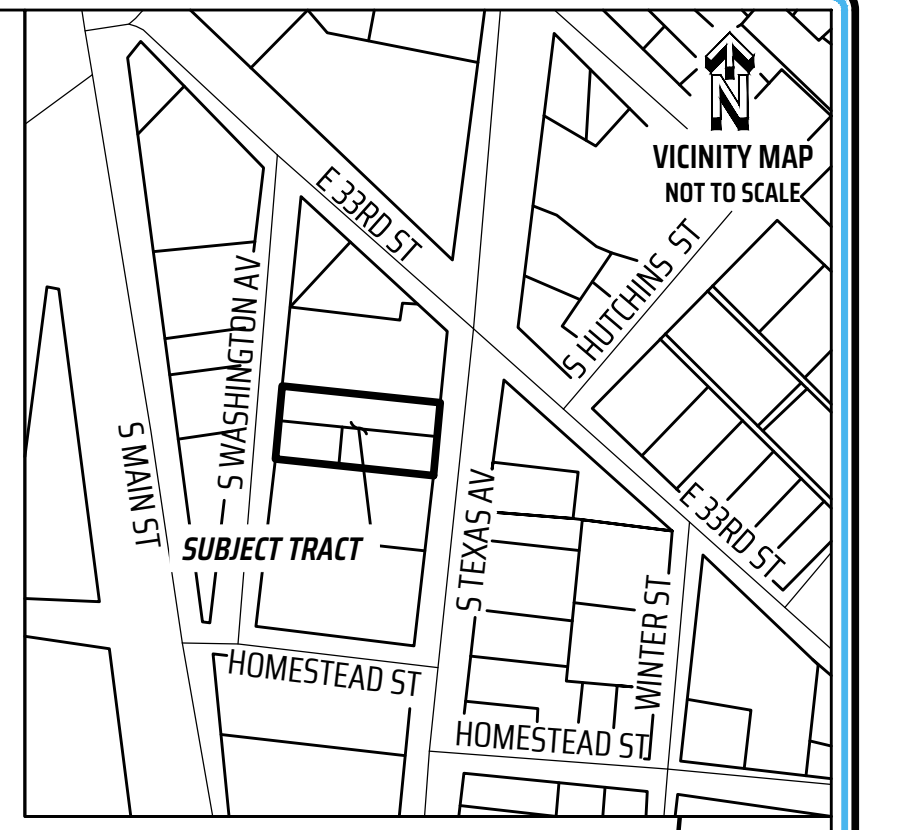 N
VICINITY MAP
NOT TO SCALE
E 33RD ST
S HUTCHINS ST
S WASHINGTON AV
S MAIN ST
SUBJECT TRACT
S TEXAS AV
E 33RD ST
WINTER ST
HOMESTEAD ST
HOMESTEAD ST